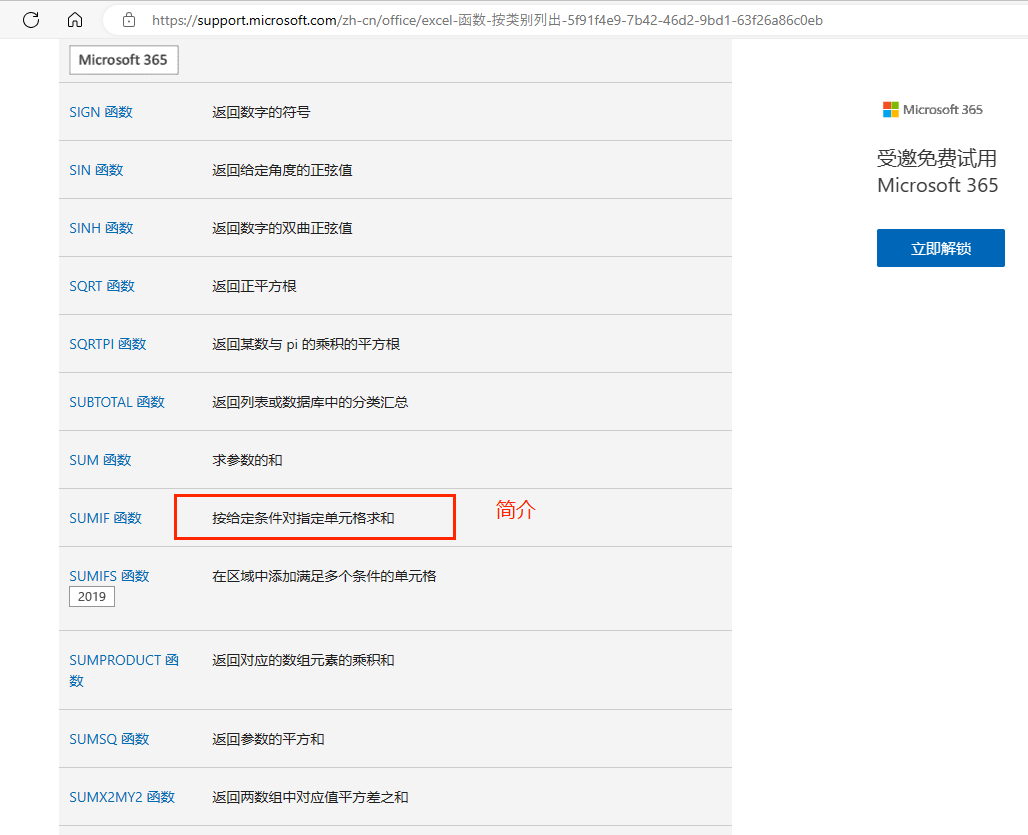 https://support.microsoft.com/zh-cn/office/excel-函数-按类别列出-5f91f4e9-7b42-46d2-9bd1-63f26a86c0eb
Microsoft 365
SIGN 函数 返回数字的符号
SIN 函数 返回给定角度的正弦值
SINH 函数 返回数字的双曲正弦值
SQRT 函数 返回正平方根
SQRTPI 函数 返回某数与 pi 的乘积的平方根
SUBTOTAL 函数 返回列表或数据库中的分类汇总
SUM 函数 求参数的和
SUMIF 函数 按给定条件对指定单元格求和 简介
SUMIFS 函数 在区域中添加满足多个条件的单元格
2019
SUMPRODUCT 函 返回对应的数组元素的乘积和
数
SUMSQ 函数 返回参数的平方和
SUMX2MY2 函数 返回两数组中对应值平方差之和
Microsoft 365
受邀免费试用
Microsoft 365
立即解锁